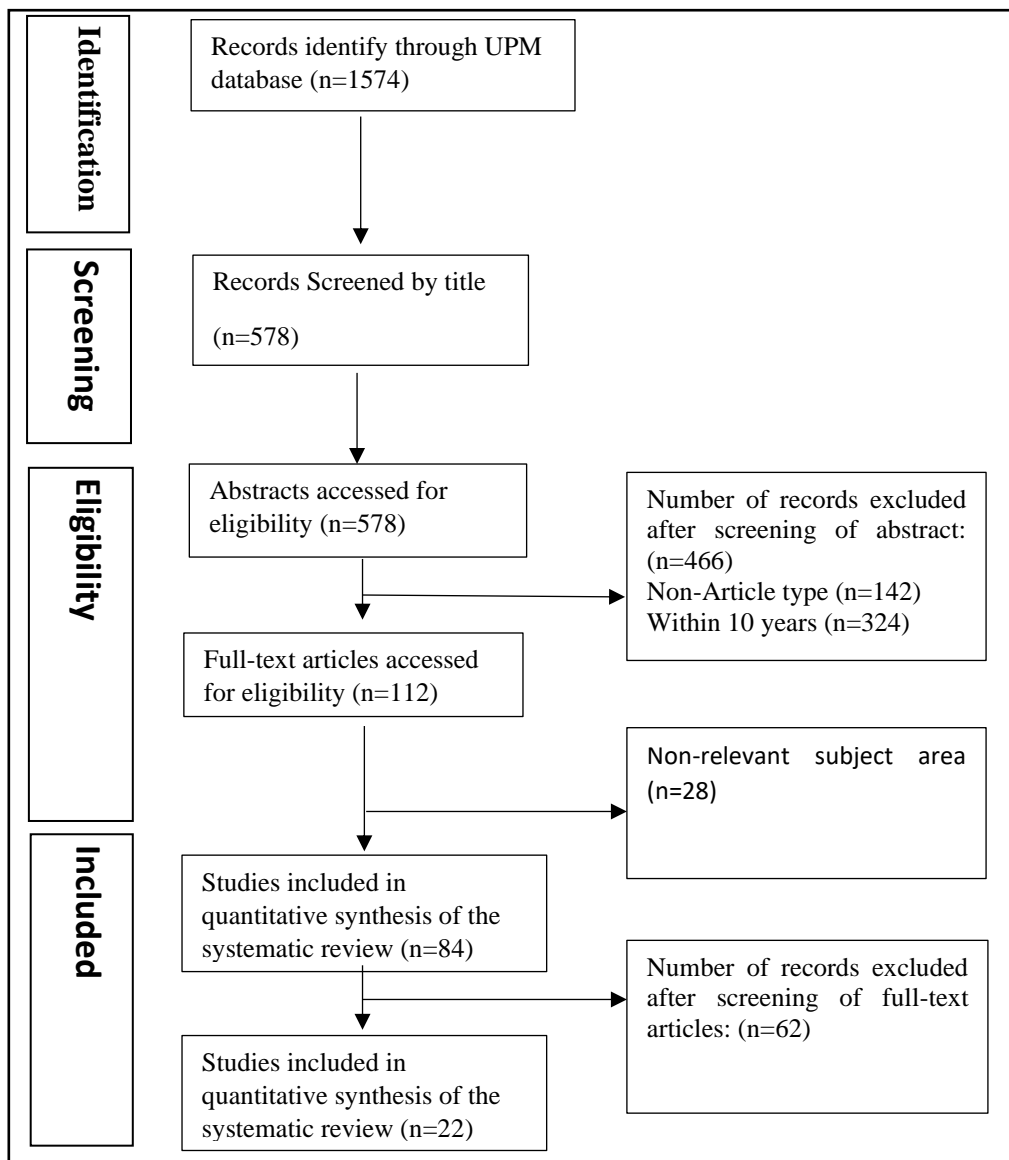 Identification
Records identify through UPM
database (n=1574)
Screening
Records Screened by title
(n=578)
Eligibility
Abstracts accessed for
eligibility (n=578)
Number of records excluded
after screening of abstract:
(n=466)
Non-Article type (n=142)
Within 10 years (n=324)
Full-text articles accessed
for eligibility (n=112)
Non-relevant subject area
(n=28)
Included
Studies included in
quantitative synthesis of the
systematic review (n=84)
Number of records excluded
after screening of full-text
articles: (n=62)
Studies included in
quantitative synthesis of the
systematic review (n=22)